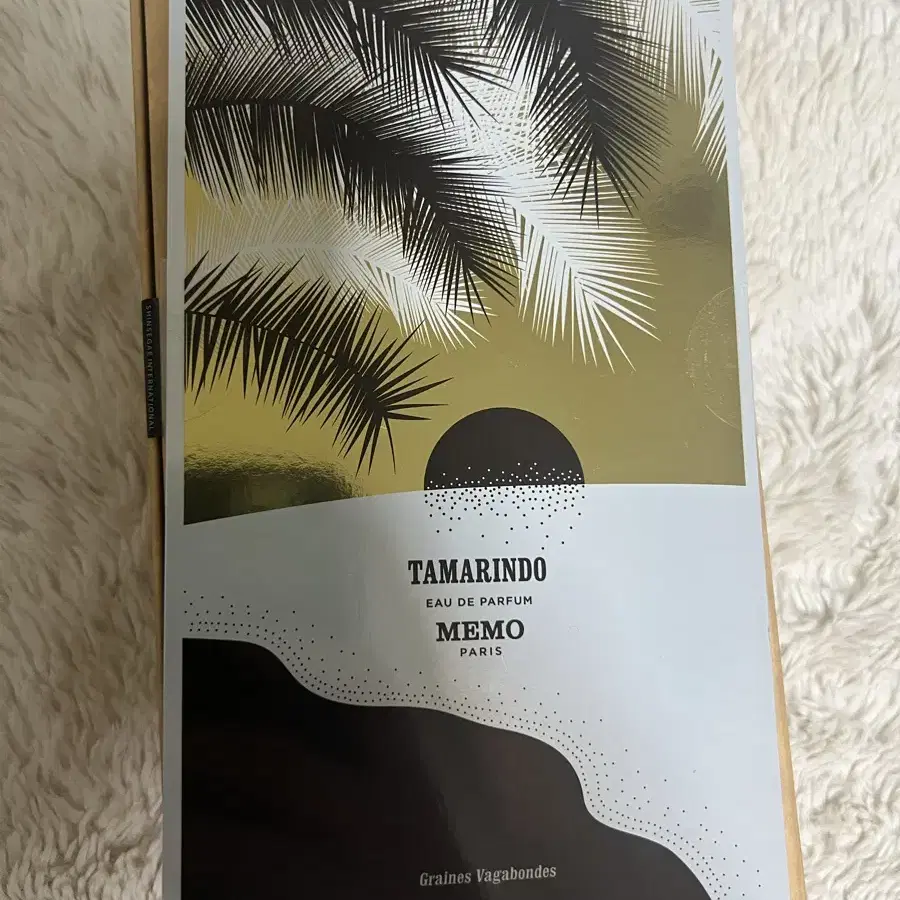 SHINSEGAE INTERNATIONAL
TAMARINDO
EAU DE PARFUM
MEMO
PARIS
Graines Vagabondes